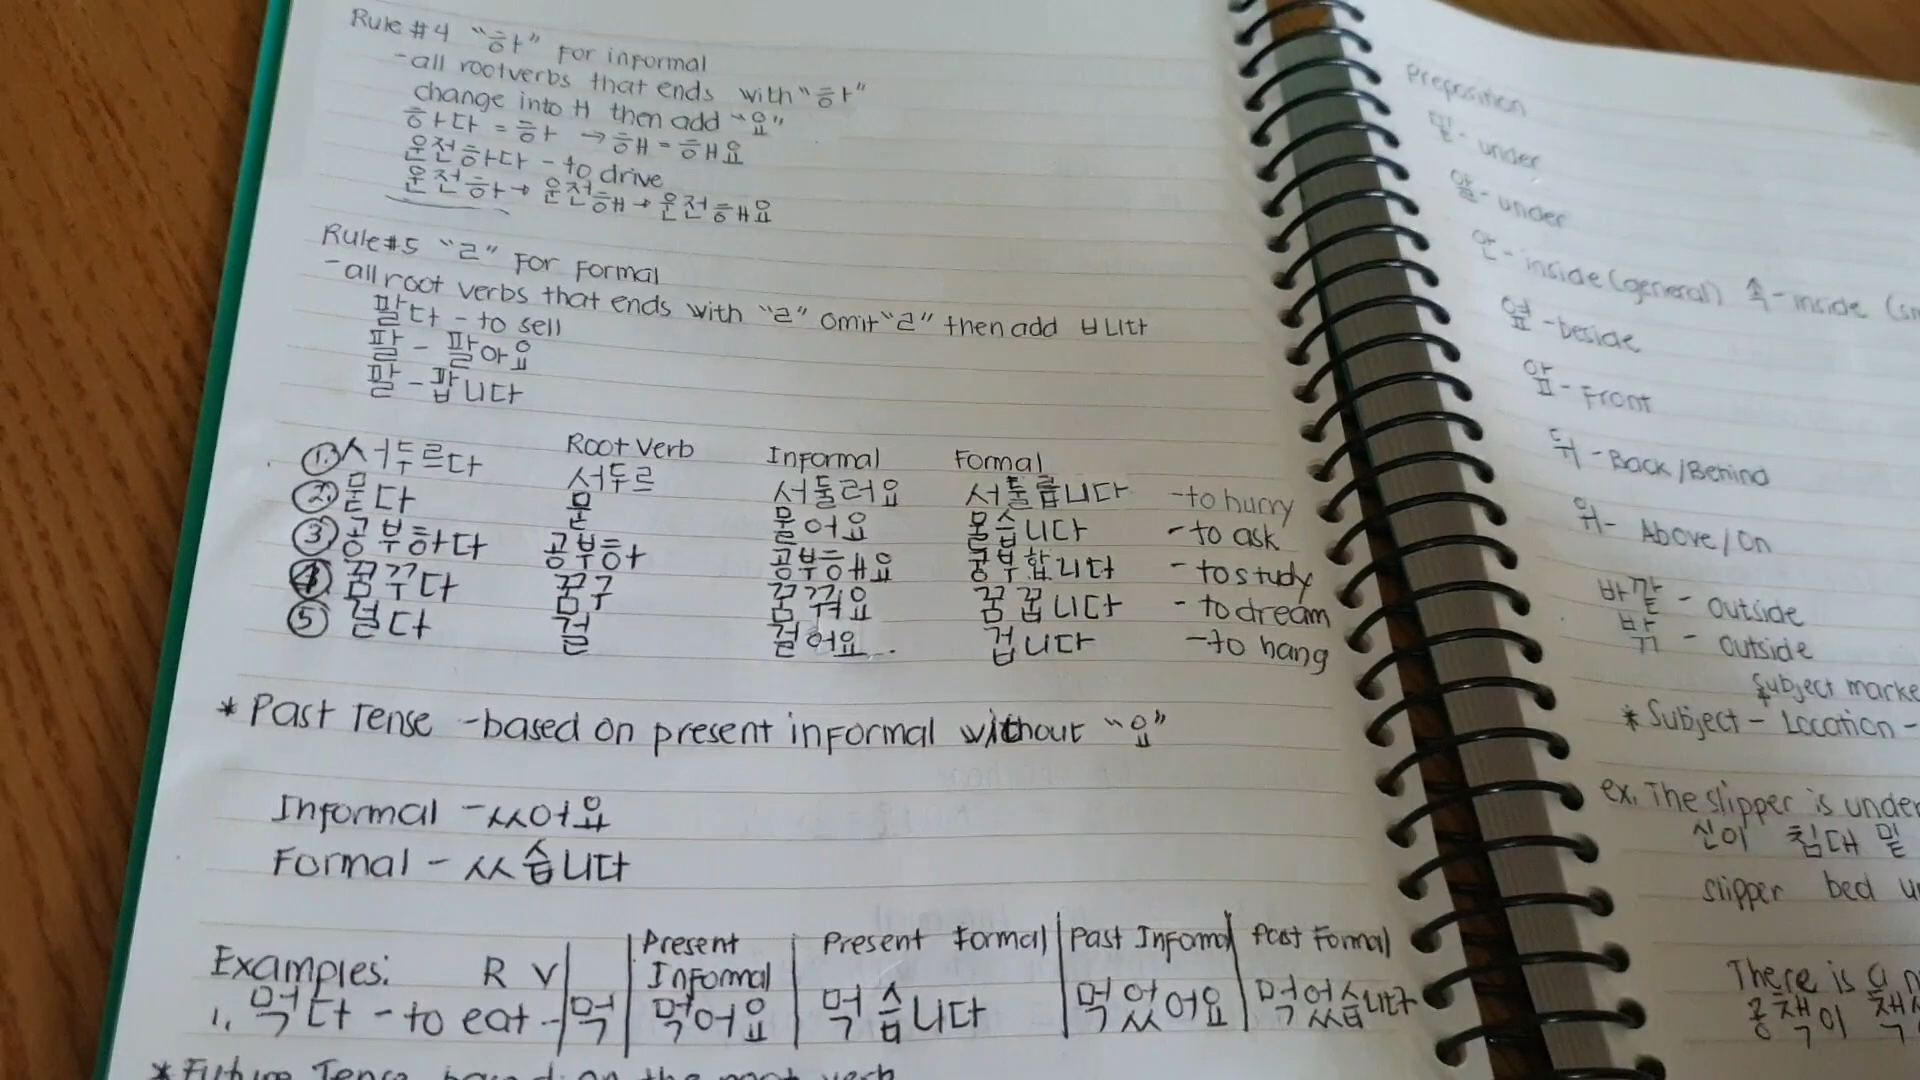 Rule #4 "하" for informal
- all rootverbs that ends with "하"
change into ㅐ then add "요"
하다 = 하 → 해 = 해요
운전하다 - to drive
운전하 → 운전해 → 운전해요
Rule #5 "ㄹ" for formal
- all root verbs that ends with "ㄹ" omit "ㄹ" then add ㅂ니다
팔다 - to sell
팔 - 팔아요
팔 - 팝니다
Root Verb Informal Formal
1. 서두르다 서두르 서둘러요 서둘릅니다 - to hurry
2. 묻다 묻 물어요 묻습니다 - to ask
3 공부하다 공부하 공부해요 공부합니다 - to study
4 꿈꾸다 꿈구 꿈꿔요 꿈꿉니다 - to dream
5 걸다 걸 걸어요 겁니다 - to hang
* Past Tense - based on present informal without "요"
Informal - ㅆ어요
Formal - ㅆ습니다
Examples: R V Present Informal Present Formal Past Informal Past Formal
1. 먹다 - to eat - 먹 먹어요 먹습니다 먹었어요 먹었습니다
* Future Tense based on the root verb
Preposition
밑 - under
- under
안 - inside (general) 속 - inside
옆 - beside
앞 - Front
뒤 - Back / Behind
위 - Above / On
바깥 - outside
밖 - outside
Subject
* Subject - Location -
ex. The slipper is under
신이 침대 밑
slipper bed
There is a
공책이